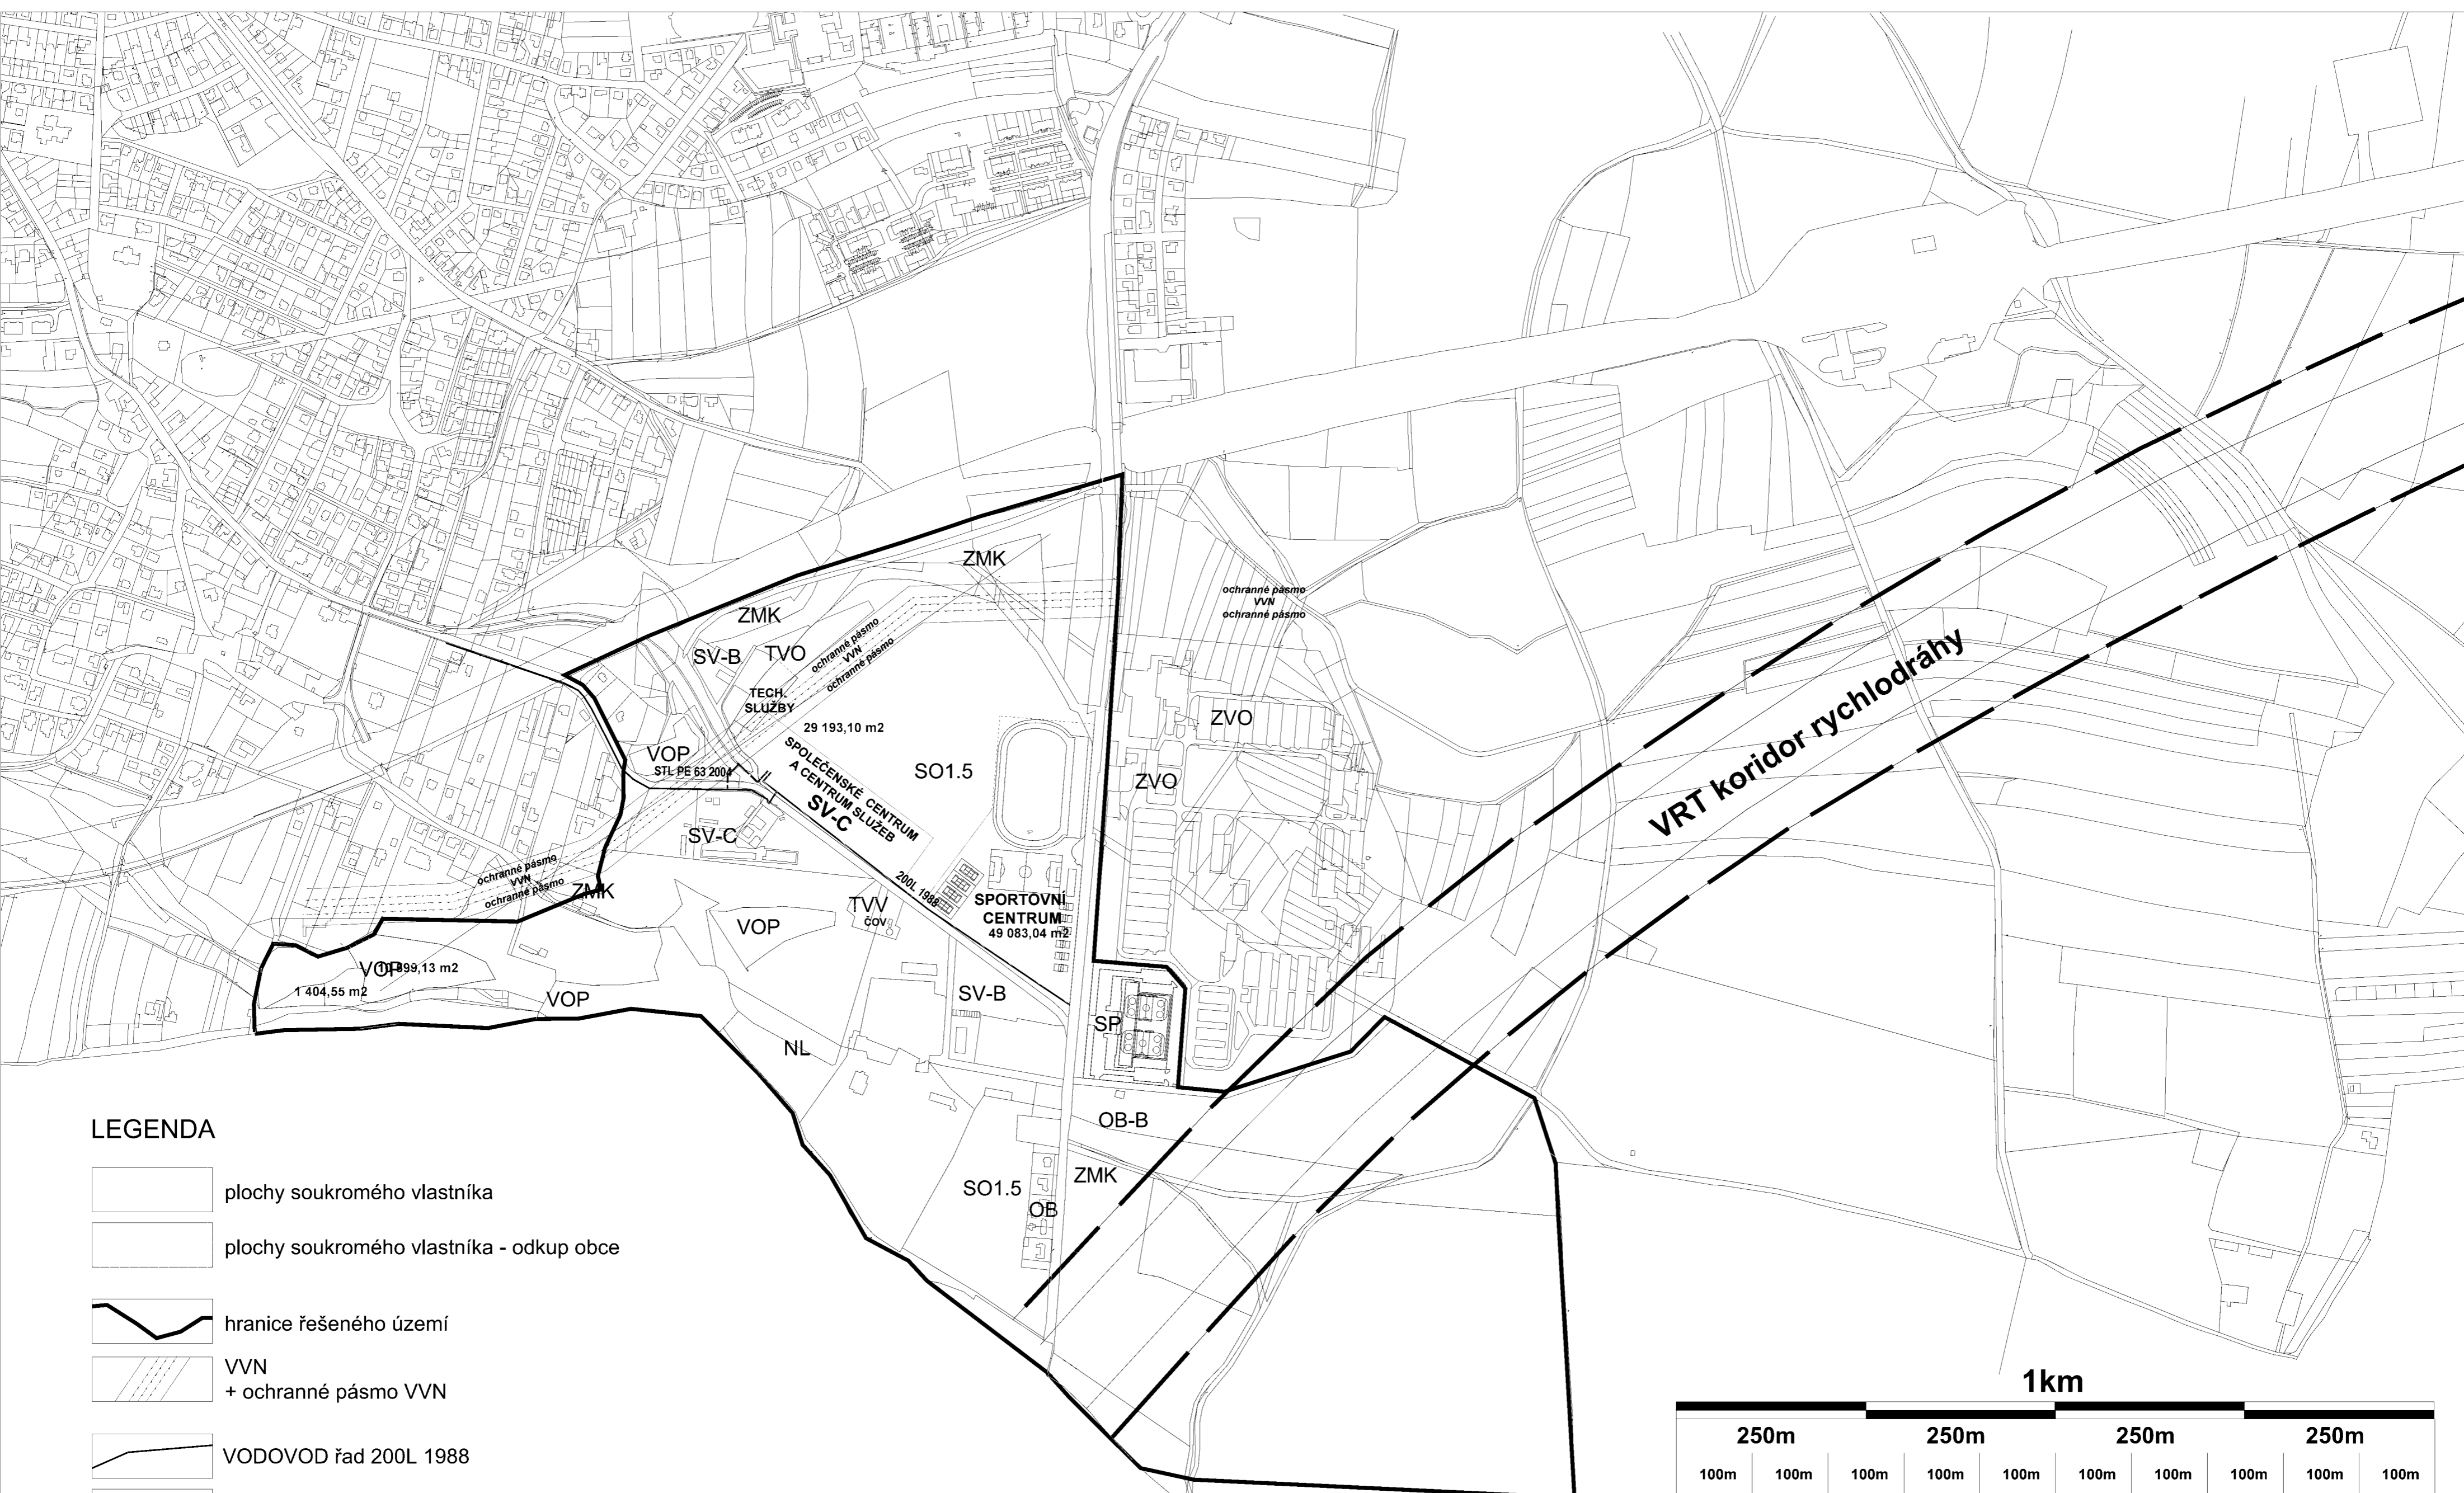 ZMK
ZMK
SV-B
TVO
ochranné pásmo
VVN
ochranné pásmo
TECH.
SLUŽBY
29 193,10 m2
ochranné pásmo
VVN
ochranné pásmo
ZVO
ZVO
VOP
STL PE 63 2004
SPOLEČENSKÉ CENTRUM
A CENTRUM SLUŽEB
SV-C
SO1.5
SV-C
VRT koridor rychlodráhy
ochranné pásmo
VVN
ochranné pásmo
ZMK
200L 1988
SPORTOVNÍ
CENTRUM
49 083,04 m2
TVV
ČOV
VOP
VOP
899,13 m2
1 404,55 m2
VOP
SV-B
SP
NL
OB-B
ZMK
SO1.5
OB
LEGENDA
plochy soukromého vlastníka
plochy soukromého vlastníka - odkup obce
hranice řešeného území
VVN
+ ochranné pásmo VVN
VODOVOD řad 200L 1988
1km
250m 250m 250m 250m
100m 100m 100m 100m 100m 100m 100m 100m 100m 100m